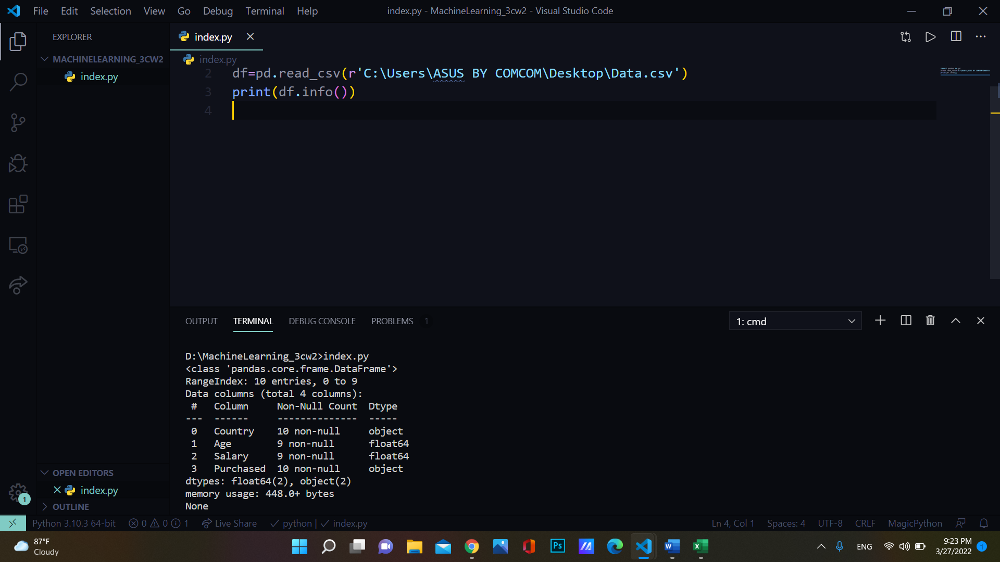 File Edit Selection View Go Debug Terminal Help
index.py - MachineLearning_3cw2 - Visual Studio Code
EXPLORER
MACHINELEARNING_3CW2
index.py
index.py
index.py
2 df=pd.read_csv(r'C:\Users\ASUS BY COMCOM\Desktop\Data.csv')
3 print(df.info())
4
OUTPUT TERMINAL DEBUG CONSOLE PROBLEMS 1
1: cmd
D:\MachineLearning_3cw2>index.py
<class 'pandas.core.frame.DataFrame'>
RangeIndex: 10 entries, 0 to 9
Data columns (total 4 columns):
# Column Non-Null Count Dtype
--- ------ -------------- -----
0 Country 10 non-null object
1 Age 9 non-null float64
2 Salary 9 non-null float64
3 Purchased 10 non-null object
dtypes: float64(2), object(2)
memory usage: 448.0+ bytes
None
OPEN EDITORS
index.py
OUTLINE
1
Python 3.10.3 64-bit 0 0 1 Live Share python | index.py
Ln 4, Col 1 Spaces: 4 UTF-8 CRLF MagicPython
87°F
Cloudy
Ps
W
X
ENG
9:23 PM
3/27/2022
1